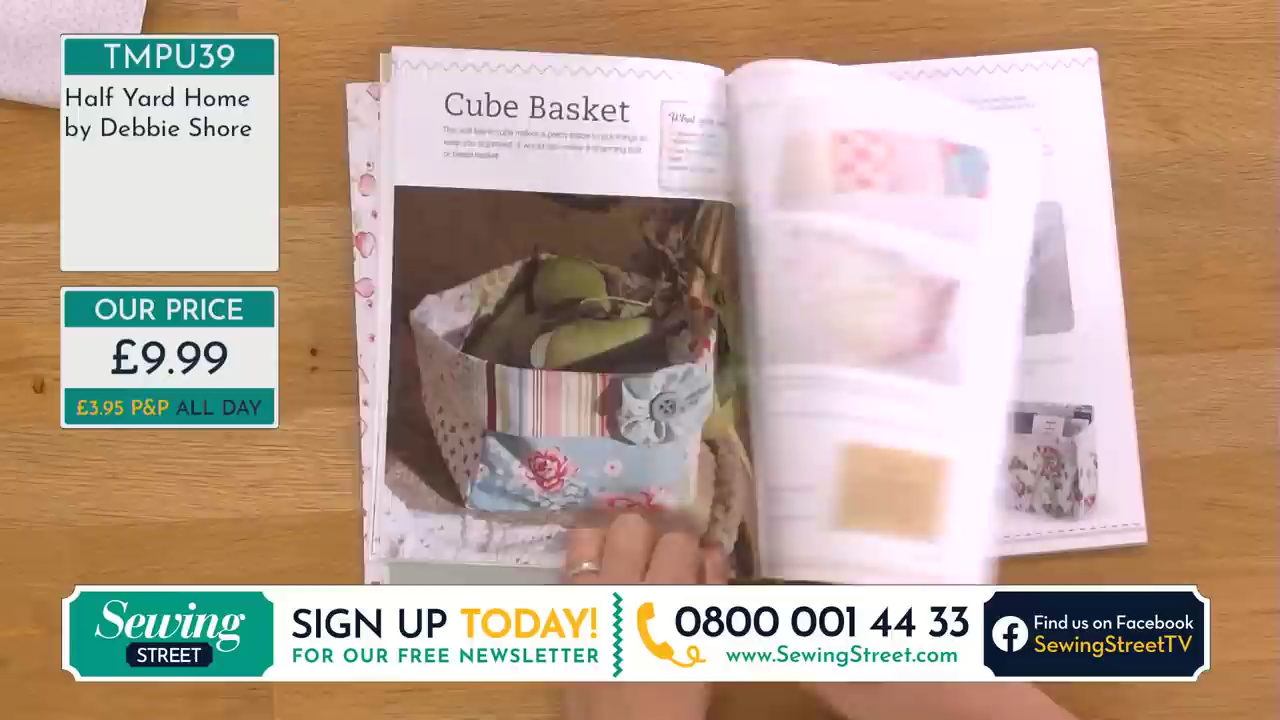 TMPU39
Half Yard Home
by Debbie Shore
OUR PRICE
£9.99
£3.95 P&P ALL DAY
Cube Basket
Sewing
STREET
SIGN UP TODAY!
FOR OUR FREE NEWSLETTER
0800 001 44 33
www.SewingStreet.com
Find us on Facebook
SewingStreetTV